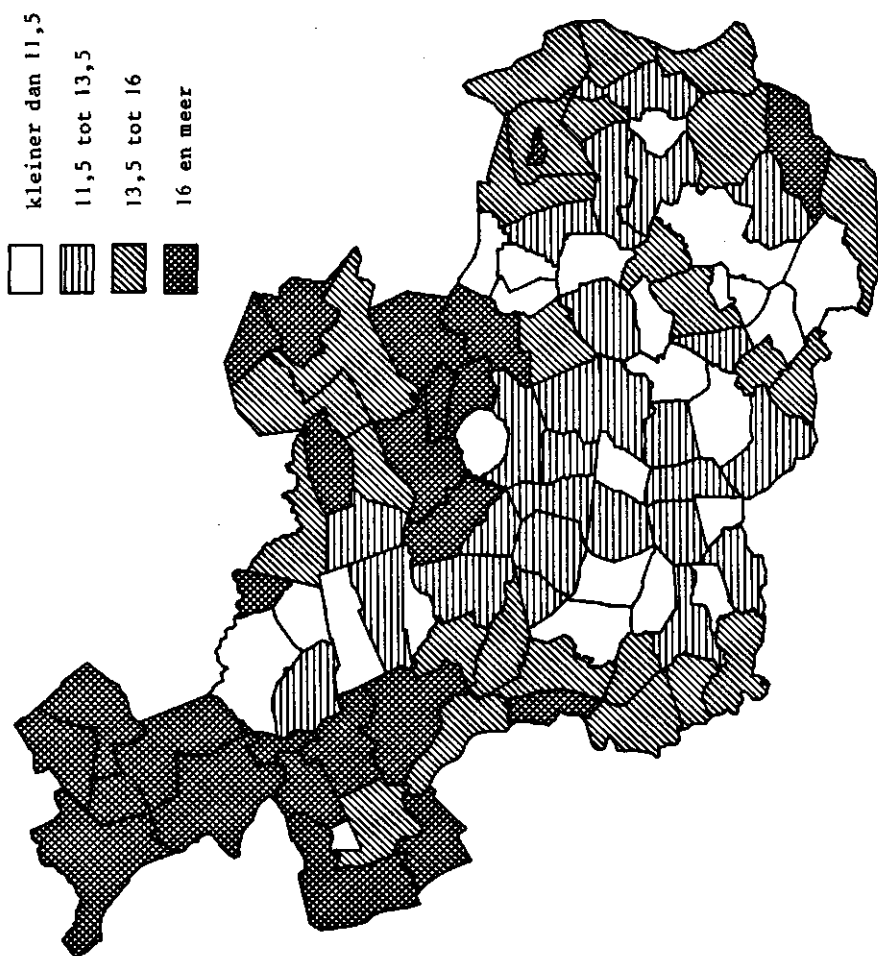 kleiner dan 11,5
11,5 tot 13,5
13,5 tot 16
16 en meer